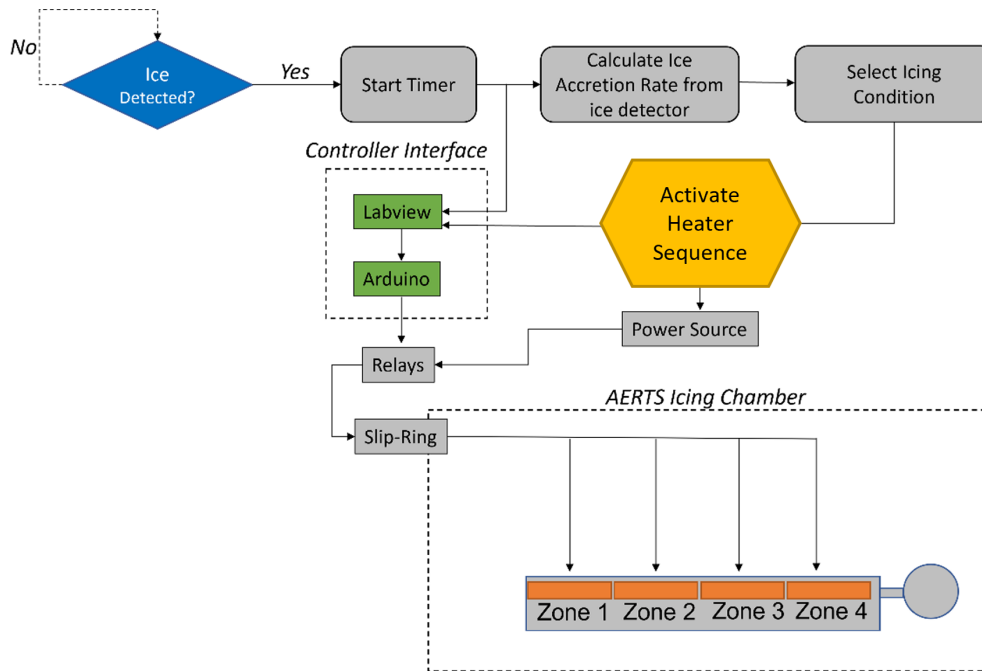 No
Ice
Detected?
Yes
Start Timer
Calculate Ice
Accretion Rate from
ice detector
Select Icing
Condition
Controller Interface
Labview
Arduino
Activate
Heater
Sequence
Power Source
Relays
AERTS Icing Chamber
Slip-Ring
Zone 1 Zone 2 Zone 3 Zone 4